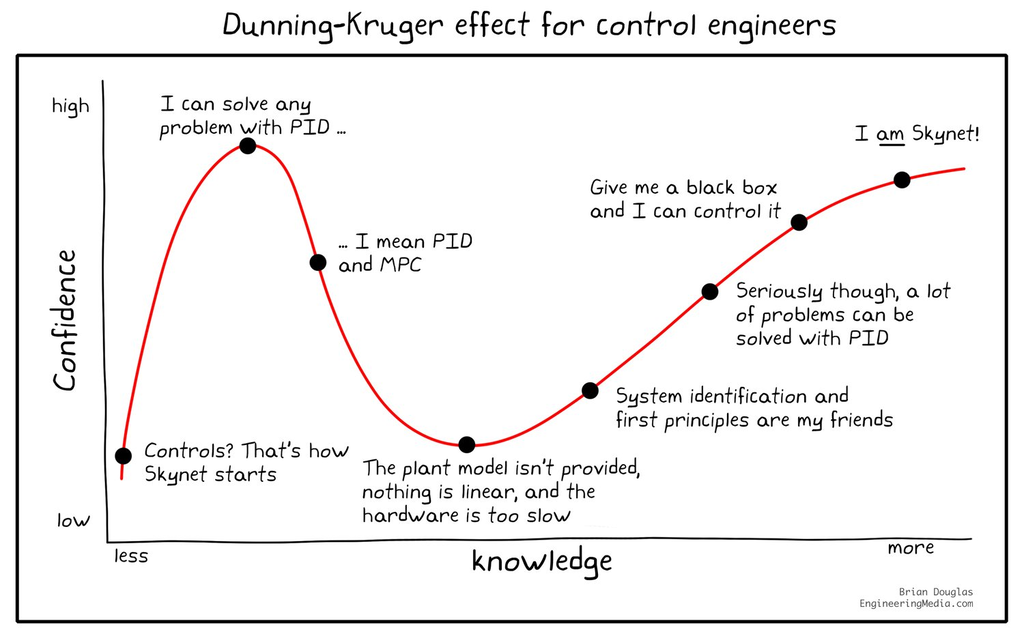 Dunning-Kruger effect for control engineers
high
I can solve any
problem with PID ...
... I mean PID
and MPC
I am Skynet!
Give me a black box
and I can control it
Seriously though, a lot
of problems can be
solved with PID
System identification and
first principles are my
friends
Controls? That's how
Skynet starts
The plant model isn't provided,
nothing is linear, and the
hardware is too slow
Confidence
low
less
knowledge
more
Brian Douglas
EngineeringMedia.com